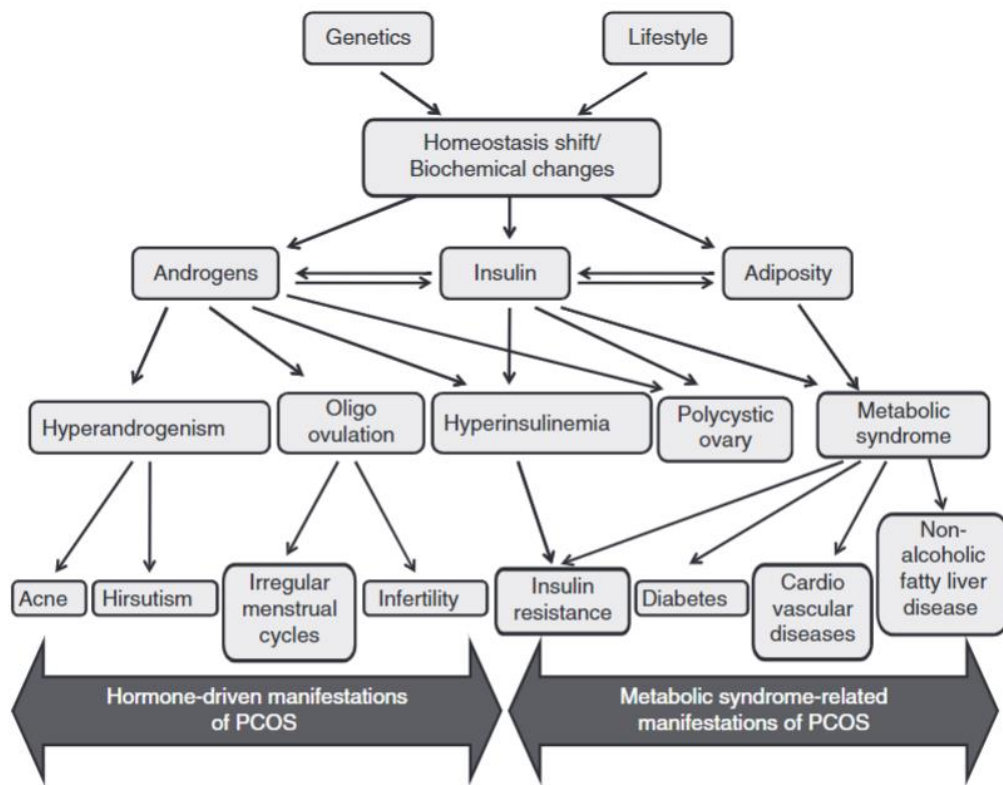 Genetics
Lifestyle
Homeostasis shift/
Biochemical changes
Androgens
Insulin
Adiposity
Hyperandrogenism
Oligo
ovulation
Hyperinsulinemia
Polycystic
ovary
Metabolic
syndrome
Acne
Hirsutism
Irregular
menstrual
cycles
Infertility
Insulin
resistance
Diabetes
Cardio
vascular
diseases
Non-
alcoholic
fatty liver
disease
Hormone-driven manifestations
of PCOS
Metabolic syndrome-related
manifestations of PCOS